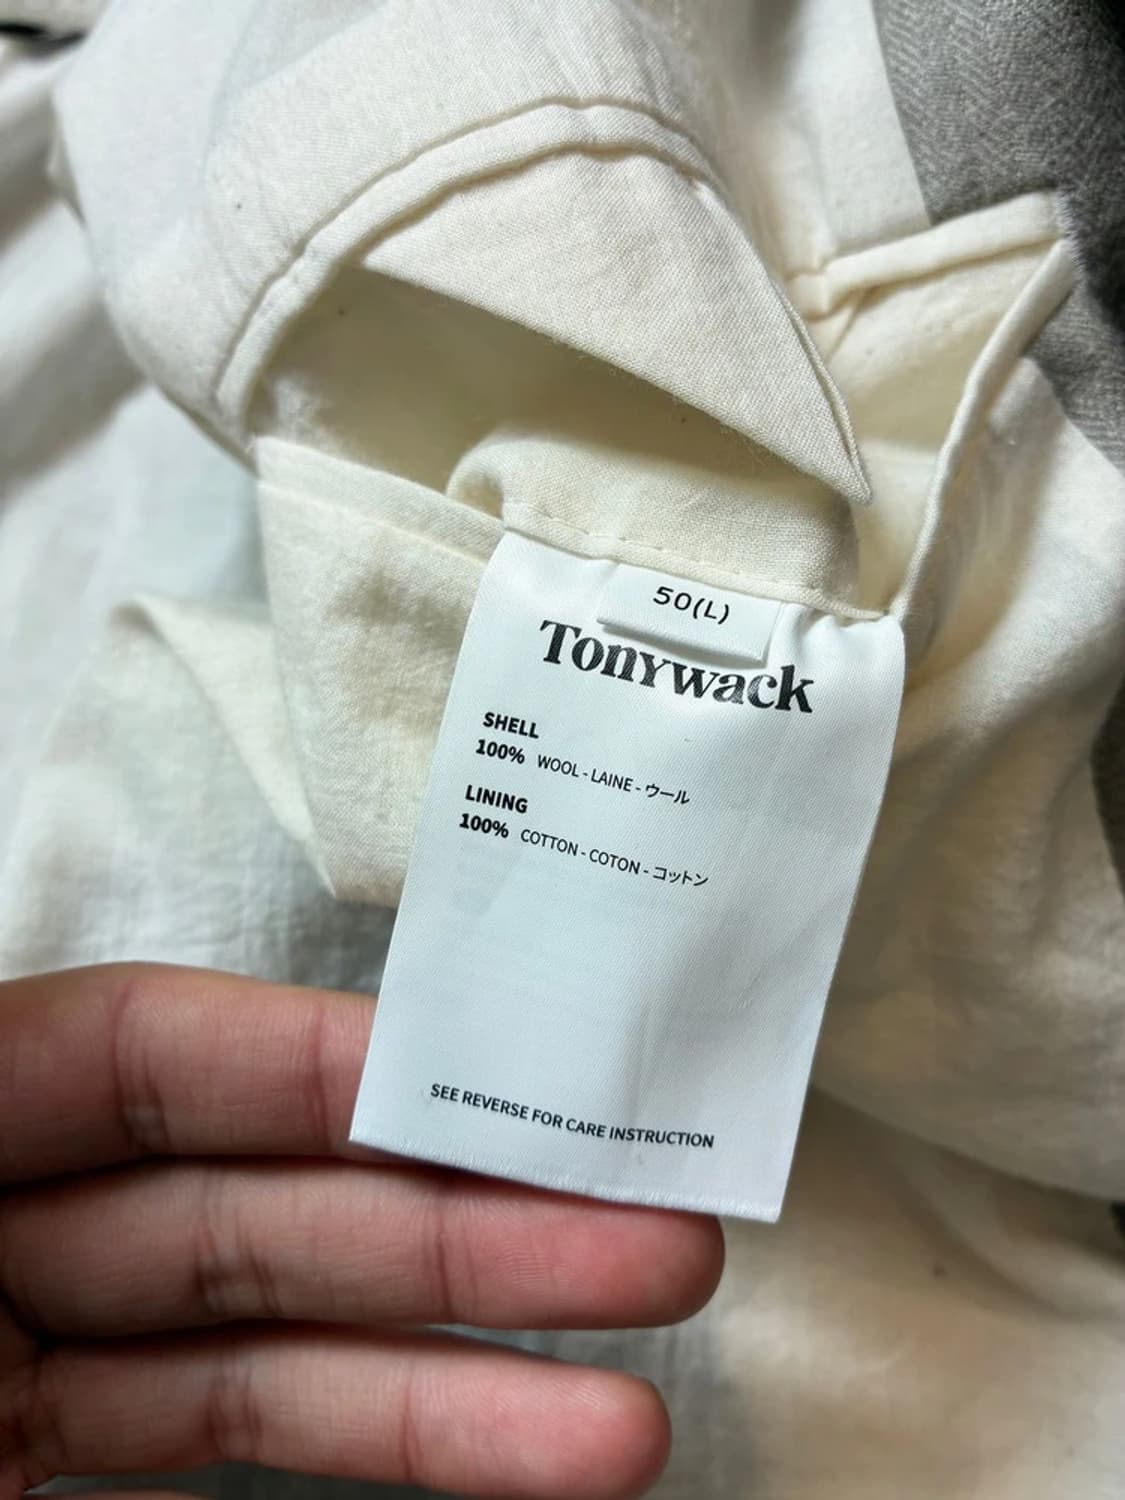 50(L)
Tonywack
SHELL
100% WOOL - LAINE - ウール
LINING
100% COTTON - COTON - コットン
SEE REVERSE FOR CARE INSTRUCTION